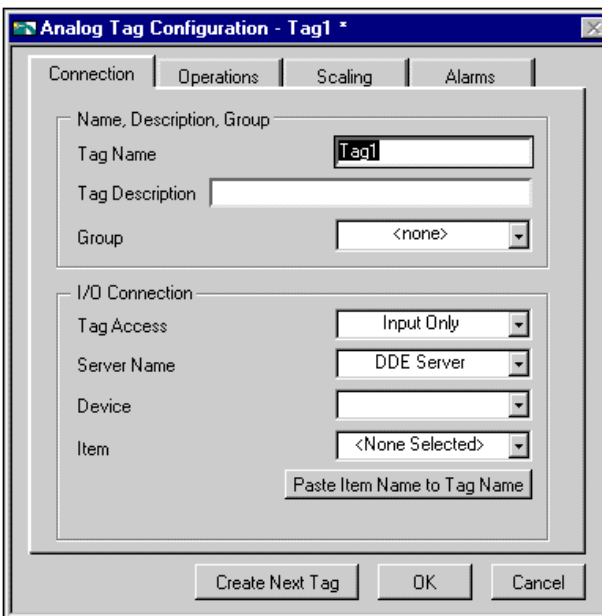 Analog Tag Configuration - Tag1 *
Connection Operations Scaling Alarms
Name, Description, Group
Tag Name Tag1
Tag Description
Group <none>
I/O Connection
Tag Access Input Only
Server Name DDE Server
Device
Item <None Selected>
Paste Item Name to Tag Name
Create Next Tag OK Cancel